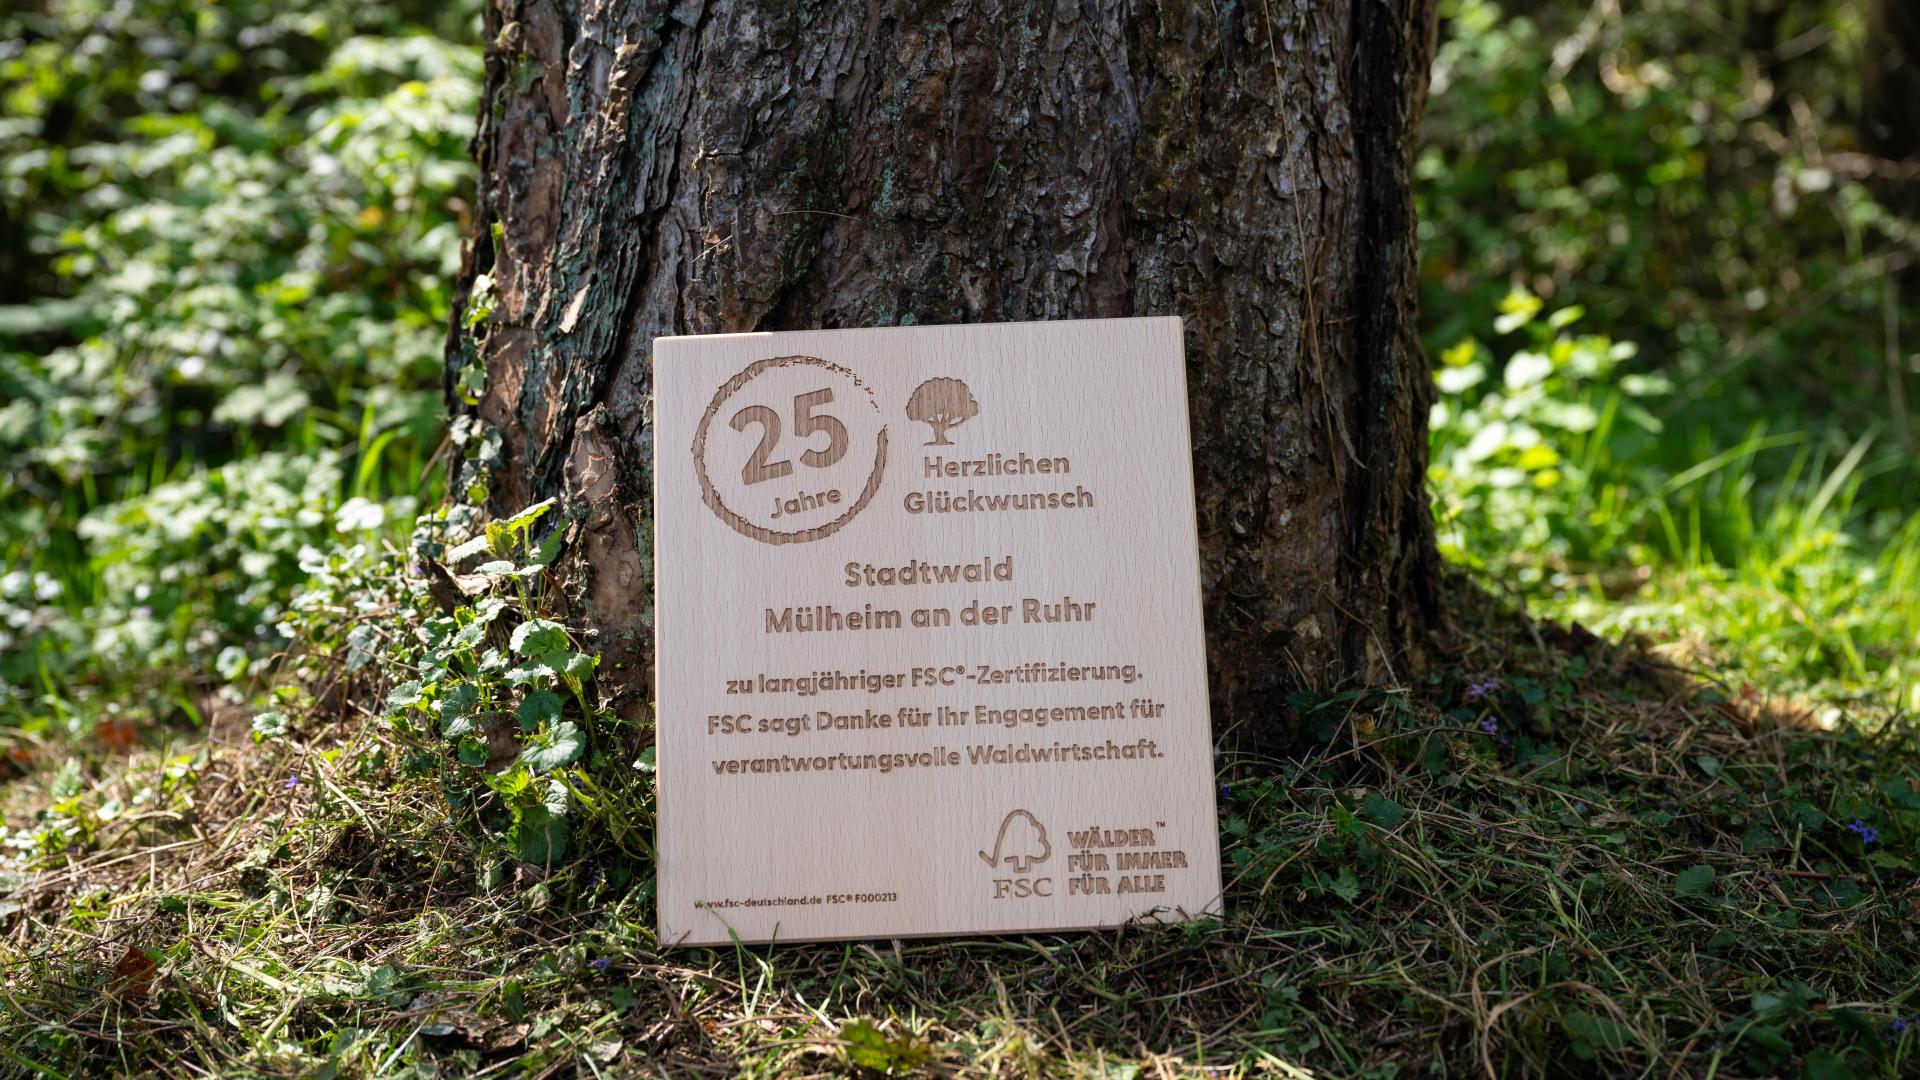 25
Jahre
Herzlichen
Glückwunsch
Stadtwald
Mülheim an der Ruhr
zu langjähriger FSC®-Zertifizierung.
FSC sagt Danke für Ihr Engagement für
verantwortungsvolle Waldwirtschaft.
www.fsc-deutschland.de FSC® F000213
FSC
WÄLDER™
FÜR IMMER
FÜR ALLE